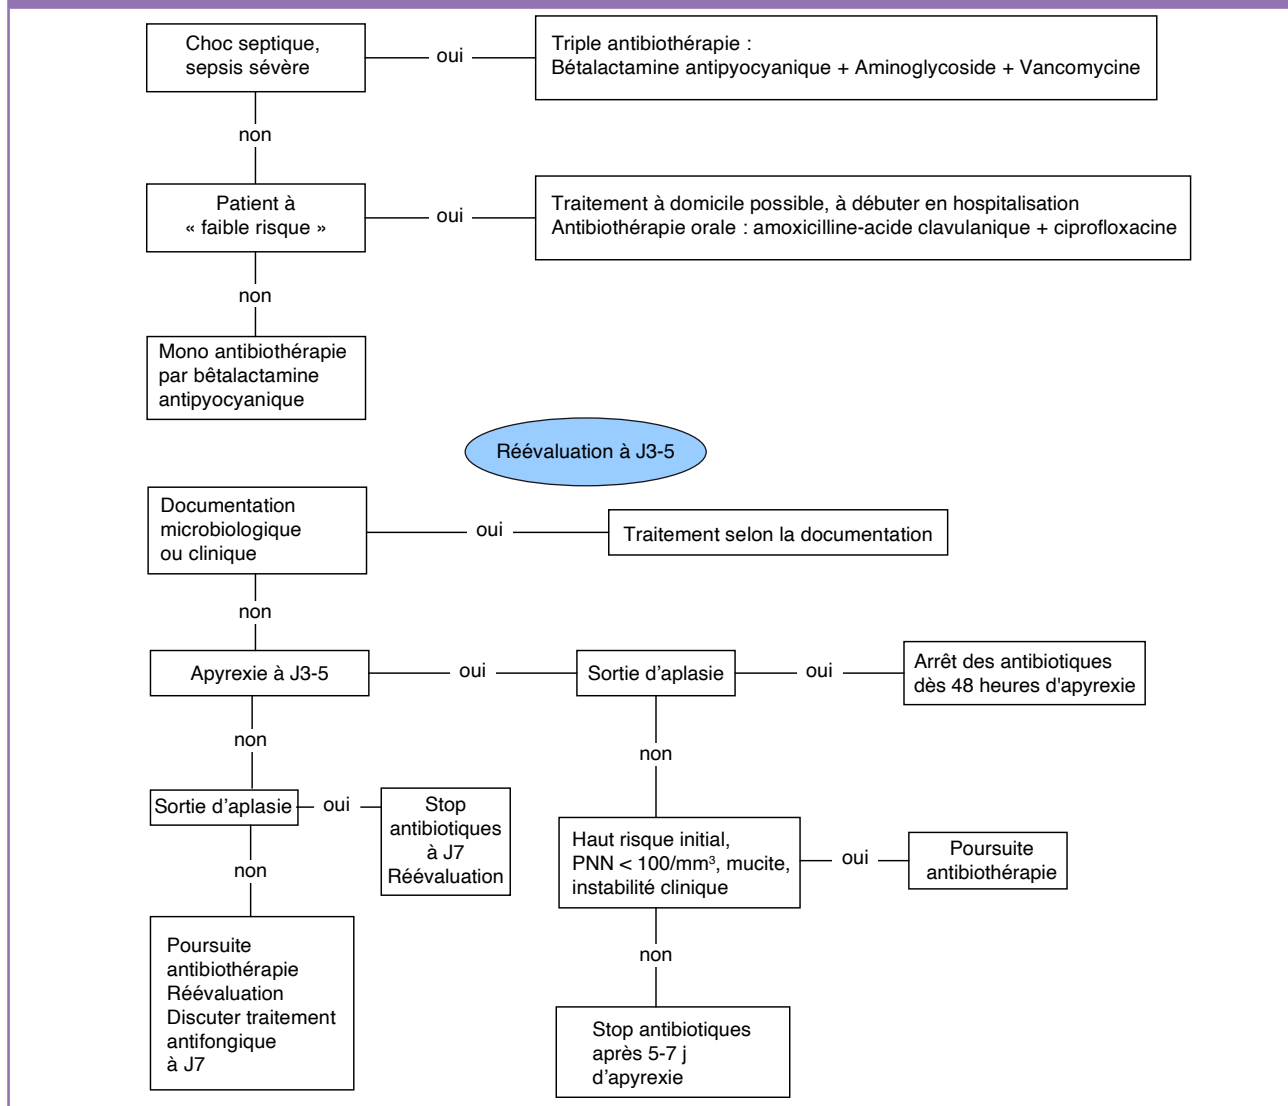 Choc septique,
sepsis sévère
oui
Triple antibiothérapie :
Bétalactamine antipyocyanique + Aminoglycoside + Vancomycine
non
Patient à
« faible risque »
oui
Traitement à domicile possible, à débuter en hospitalisation
Antibiothérapie orale : amoxicilline-acide clavulanique + ciprofloxacine
non
Mono antibiothérapie
par bêtalactamine
antipyocyanique
Réévaluation à J3-5
Documentation
microbiologique
ou clinique
oui
Traitement selon la documentation
non
Apyrexie à J3-5
oui
Sortie d’aplasie
oui
Arrêt des antibiotiques
dès 48 heures d'apyrexie
non
Sortie d’aplasie
oui
Stop
antibiotiques
à J7
Réévaluation
non
Poursuite
antibiothérapie
Réévaluation
Discuter traitement
antifongique
à J7
non
Haut risque initial,
PNN < 100/mm³, mucite,
instabilité clinique
oui
Poursuite
antibiothérapie
non
Stop antibiotiques
après 5-7 j
d’apyrexie